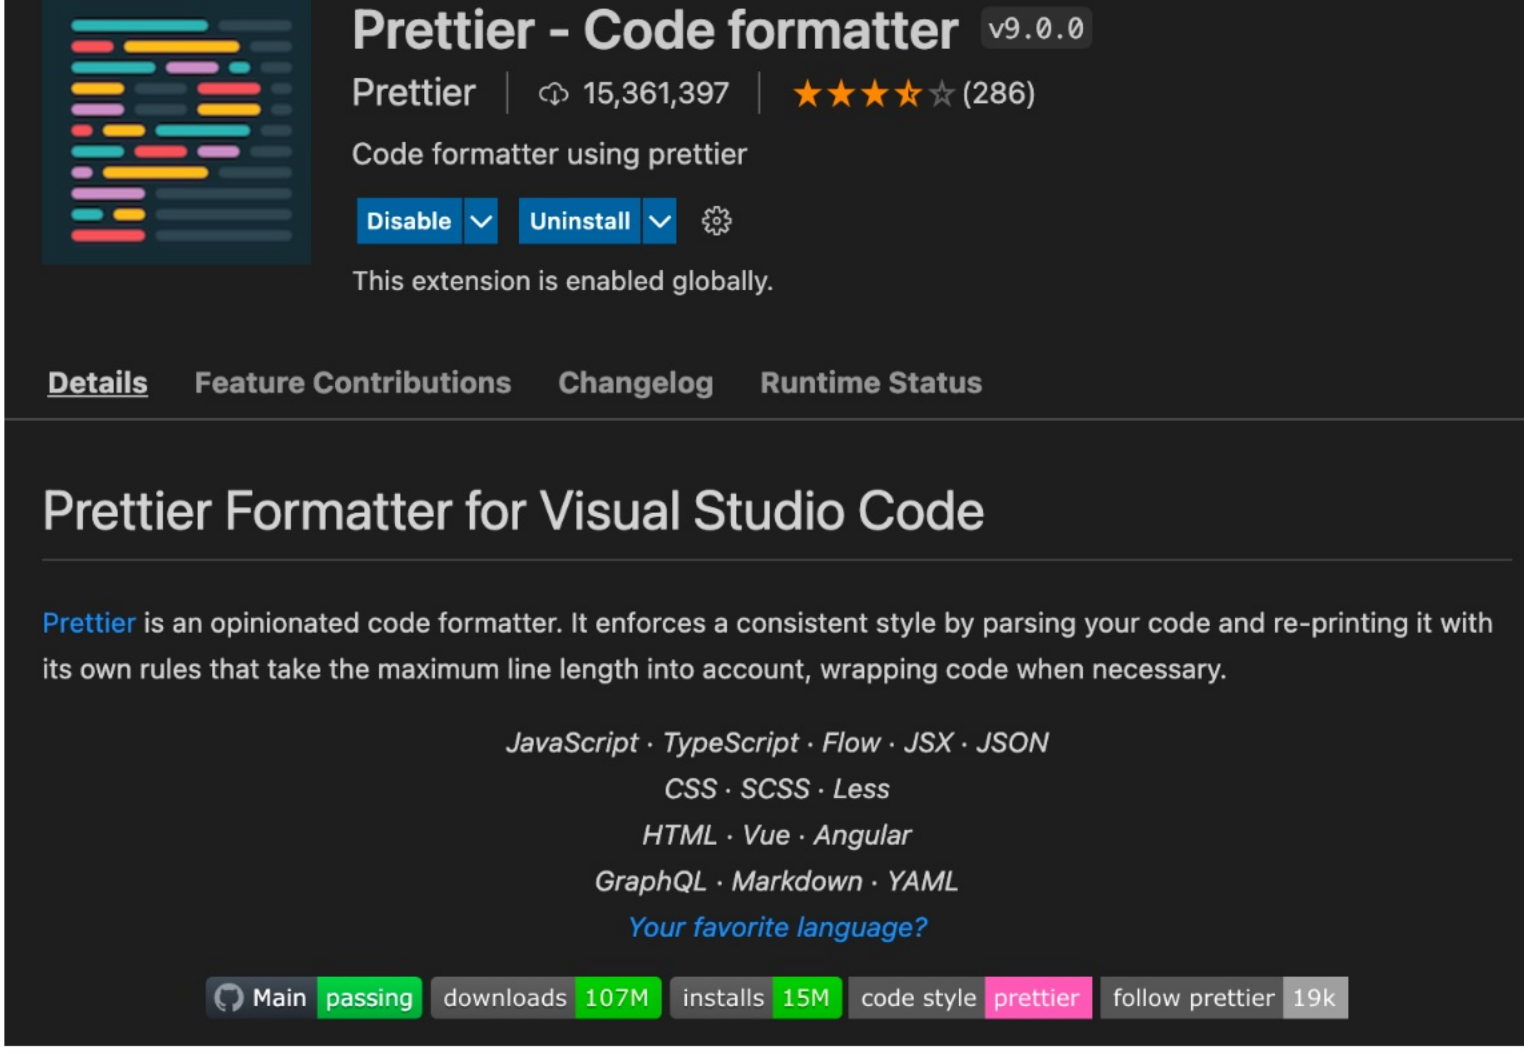 Prettier - Code formatter v9.0.0
Prettier 15,361,397 (286)
Code formatter using prettier
Disable Uninstall
This extension is enabled globally.
Details Feature Contributions Changelog Runtime Status
Prettier Formatter for Visual Studio Code
Prettier is an opinionated code formatter. It enforces a consistent style by parsing your code and re-printing it with
its own rules that take the maximum line length into account, wrapping code when necessary.
JavaScript · TypeScript · Flow · JSX · JSON
CSS · SCSS · Less
HTML · Vue · Angular
GraphQL · Markdown · YAML
Your favorite language?
Main passing downloads 107M installs 15M code style prettier follow prettier 19k